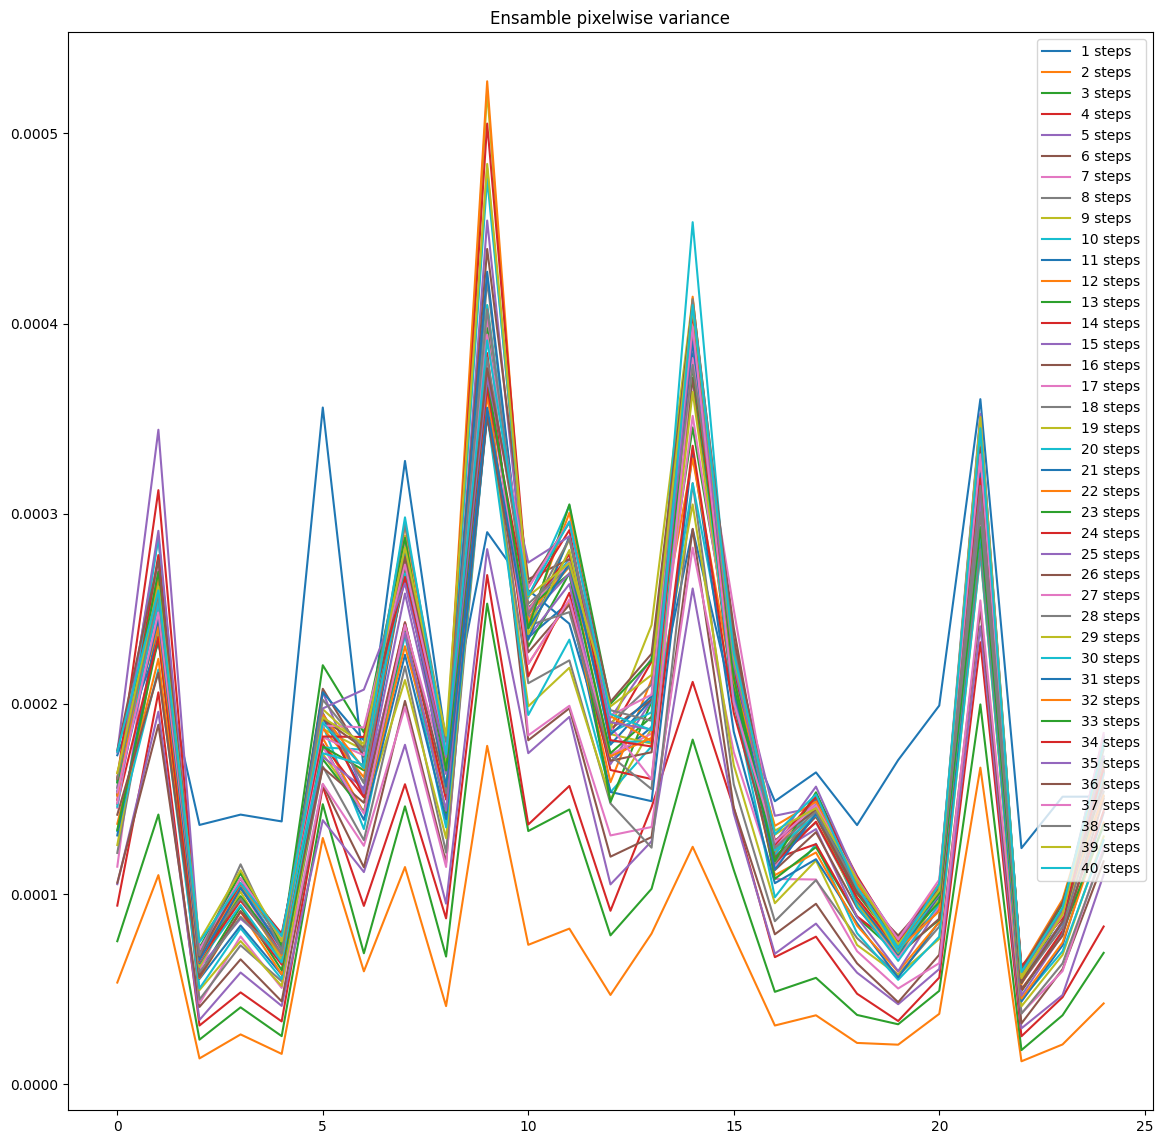 Ensamble pixelwise variance
0.0005
0.0004
0.0003
0.0002
0.0001
0.0000
0 5 10 15 20 25
1 steps
2 steps
3 steps
4 steps
5 steps
6 steps
7 steps
8 steps
9 steps
10 steps
11 steps
12 steps
13 steps
14 steps
15 steps
16 steps
17 steps
18 steps
19 steps
20 steps
21 steps
22 steps
23 steps
24 steps
25 steps
26 steps
27 steps
28 steps
29 steps
30 steps
31 steps
32 steps
33 steps
34 steps
35 steps
36 steps
37 steps
38 steps
39 steps
40 steps